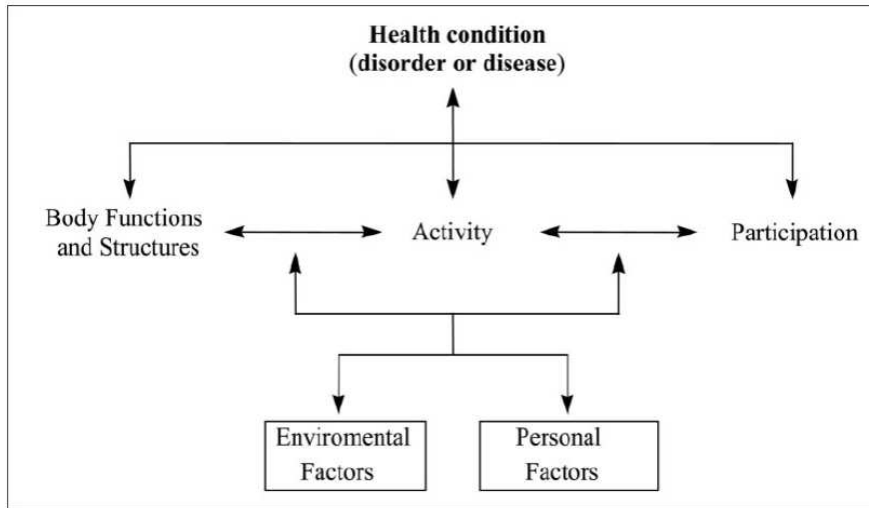 Health condition
(disorder or disease)
Body Functions
and Structures
Activity
Participation
Enviromental
Factors
Personal
Factors